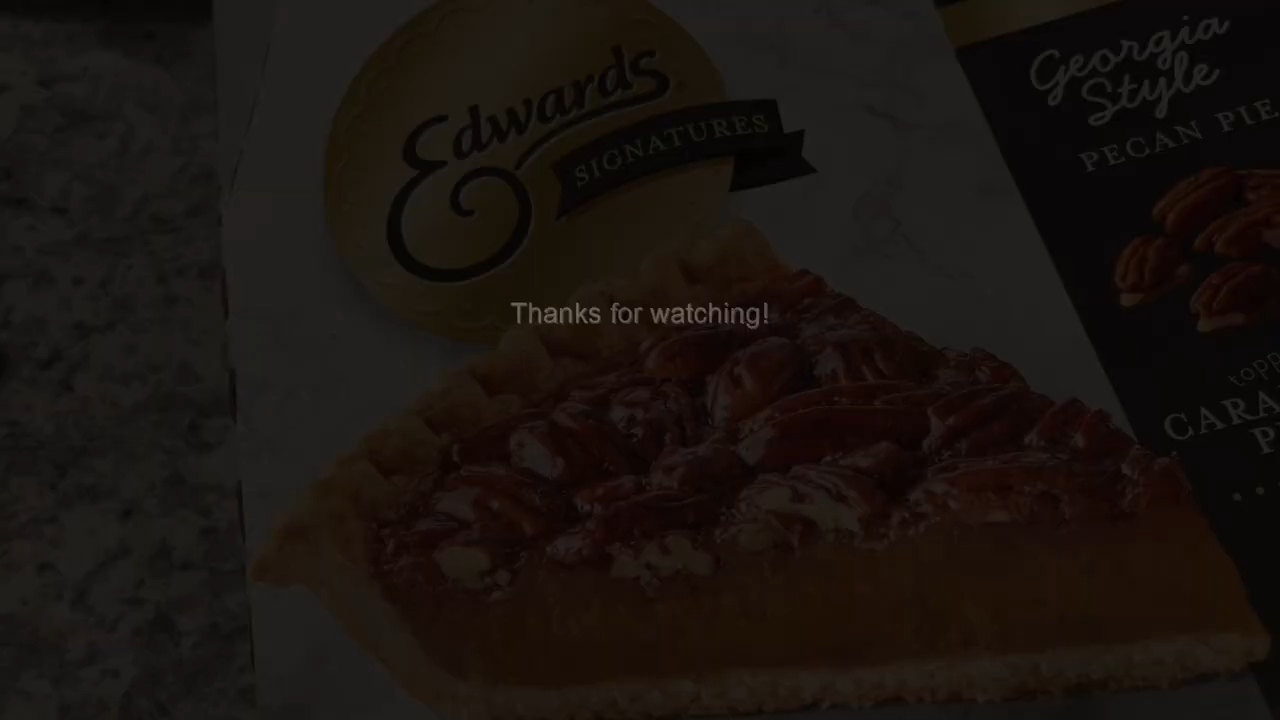 Edwards
SIGNATURES
Georgia
Style
PECAN PIE
Thanks for watching!